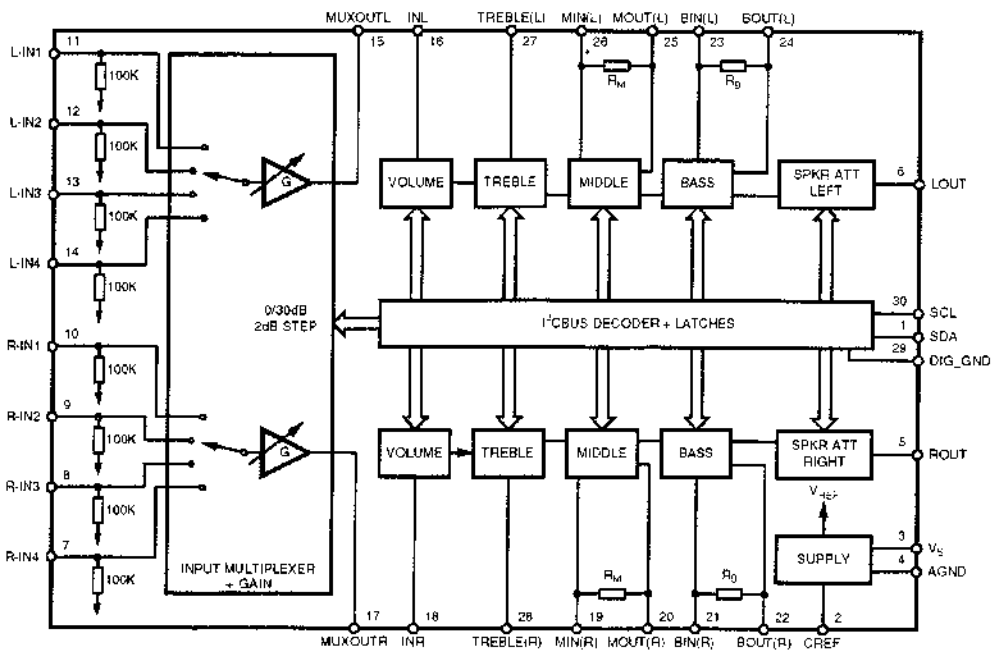 MUXOUTL INL TREBLE(L) MIN(L) MOUT(L) BIN(L) BOUT(L)
15 16 27 26 25 23 24
L-IN1 11
100K
L-IN2 12
100K
L-IN3 13
100K
L-IN4 14
100K
G
RM
RB
VOLUME TREBLE MIDDLE BASS SPKR ATT LEFT
6 LOUT
0/30dB
2dB STEP
I²CBUS DECODER + LATCHES
30 SCL
1 SDA
29 DIG_GND
R-IN1 10
100K
R-IN2 9
100K
R-IN3 8
100K
R-IN4 7
100K
G
VOLUME TREBLE MIDDLE BASS SPKR ATT RIGHT
5 ROUT
VREF
SUPPLY
3 VS
4 AGND
INPUT MULTIPLEXER
+ GAIN
RM
RB
17 18 28 19 20 21 22 2
MUXOUTR INR TREBLE(R) MIN(R) MOUT(R) BIN(R) BOUT(R) CREF